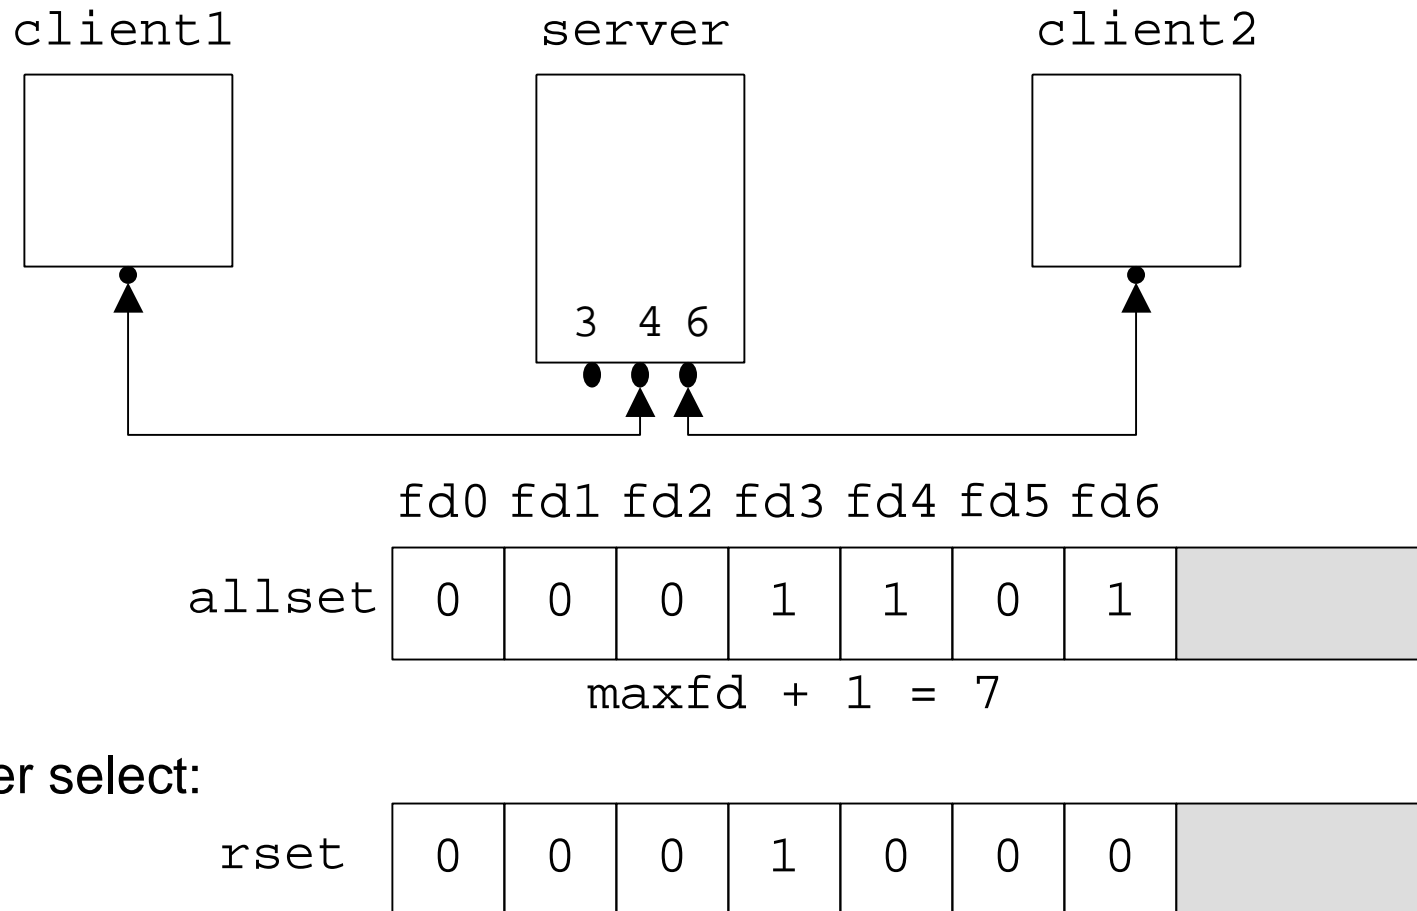 client1 server client2
3 4 6
fd0 fd1 fd2 fd3 fd4 fd5 fd6
allset 0 0 0 1 1 0 1
maxfd + 1 = 7
select:
rset 0 0 0 1 0 0 0